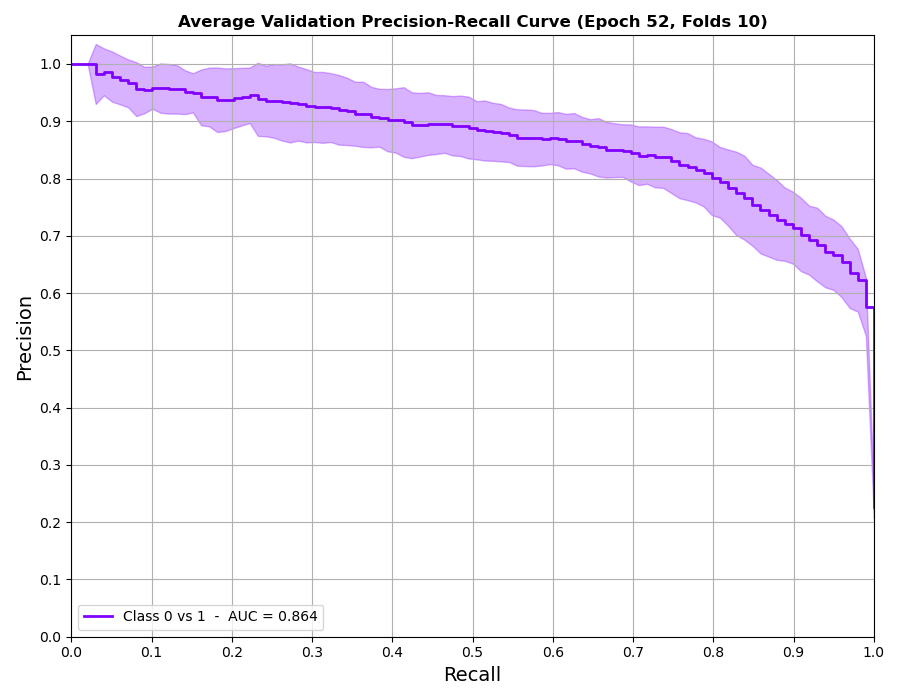 Average Validation Precision-Recall Curve (Epoch 52, Folds 10)
1.0
0.9
0.8
0.7
0.6
0.5
0.4
0.3
0.2
0.1
0.0
Precision
Class 0 vs 1 - AUC = 0.864
0.0 0.1 0.2 0.3 0.4 0.5 0.6 0.7 0.8 0.9 1.0
Recall